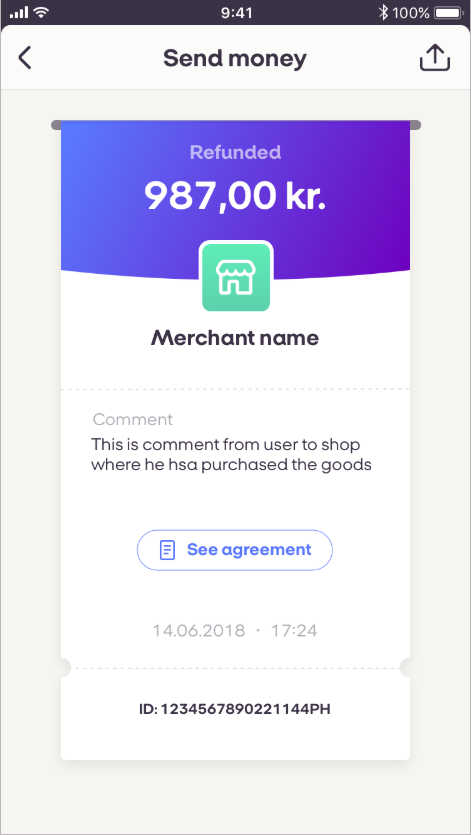 9:41
100%
Send money
Refunded
987,00 kr.
Merchant name
Comment
This is comment from user to shop
where he hsa purchased the goods
See agreement
14.06.2018 · 17:24
ID: 1234567890221144PH